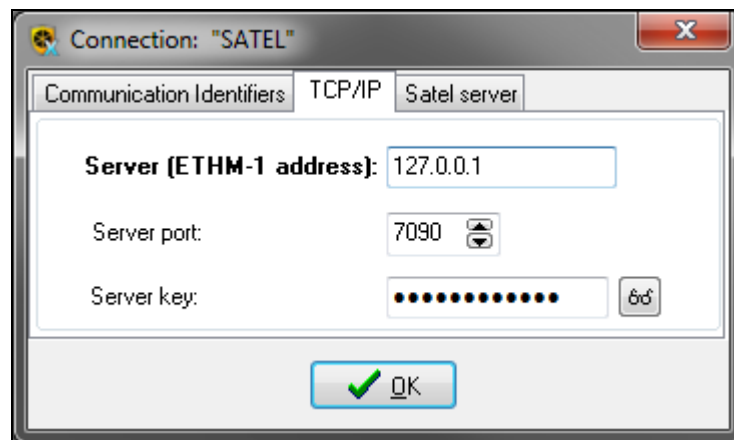 Connection: "SATEL"
Communication Identifiers TCP/IP Satel server
Server (ETHM-1 address): 127.0.0.1
Server port: 7090
Server key: ●●●●●●●●●●●●
OK